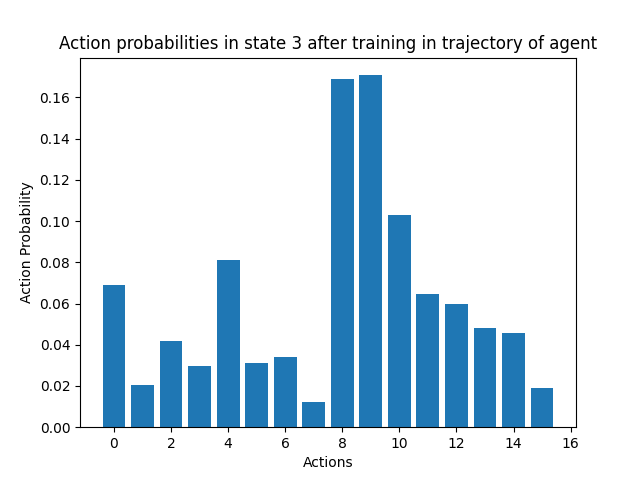 Action probabilities in state 3 after training in trajectory of agent
Action Probability
0.16
0.14
0.12
0.10
0.08
0.06
0.04
0.02
0.00
0 2 4 6 8 10 12 14 16
Actions